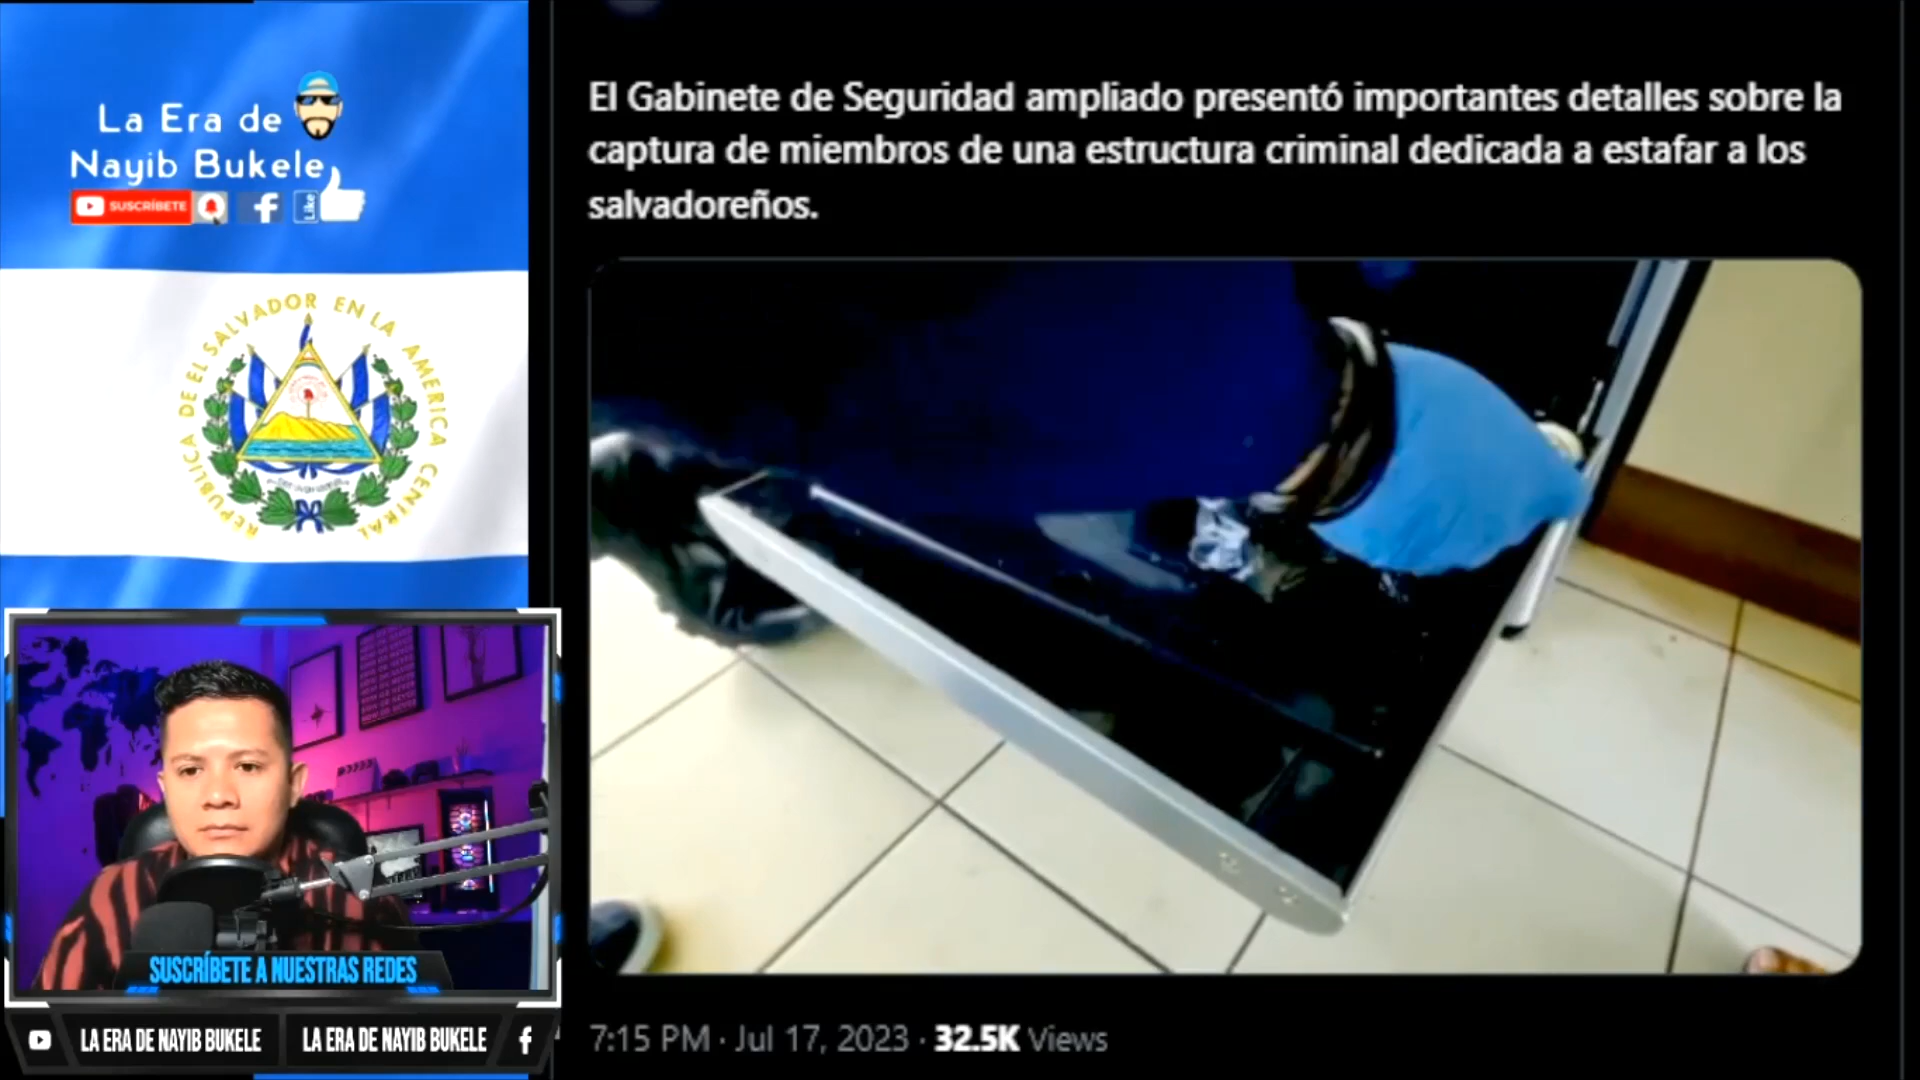 La Era de
Nayib Bukele
SUSCRÍBETE
Like
REPUBLICA DE EL SALVADOR EN LA AMERICA CENTRAL
El Gabinete de Seguridad ampliado presentó importantes detalles sobre la
captura de miembros de una estructura criminal dedicada a estafar a los
salvadoreños.
7:15 PM · Jul 17, 2023 · 32.5K Views
SUSCRÍBETE A NUESTRAS REDES
LA ERA DE NAYIB BUKELE
LA ERA DE NAYIB BUKELE